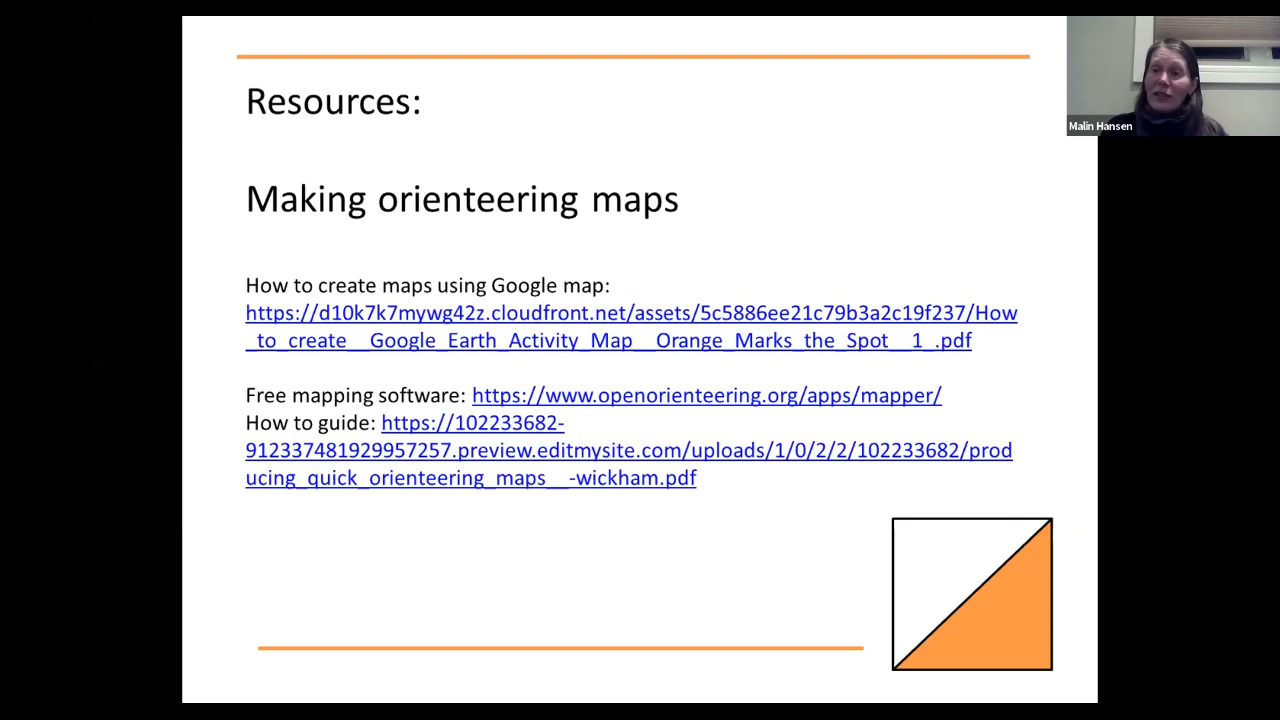 Resources:
Making orienteering maps
How to create maps using Google map:
https://d10k7k7mywg42z.cloudfront.net/assets/5c5886ee21c79b3a2c19f237/How
_to_create__Google_Earth_Activity_Map__Orange_Marks_the_Spot__1_.pdf
Free mapping software: https://www.openorienteering.org/apps/mapper/
How to guide: https://102233682-
912337481929957257.preview.editmysite.com/uploads/1/0/2/2/102233682/prod
ucing_quick_orienteering_maps__-wickham.pdf
Malin Hansen